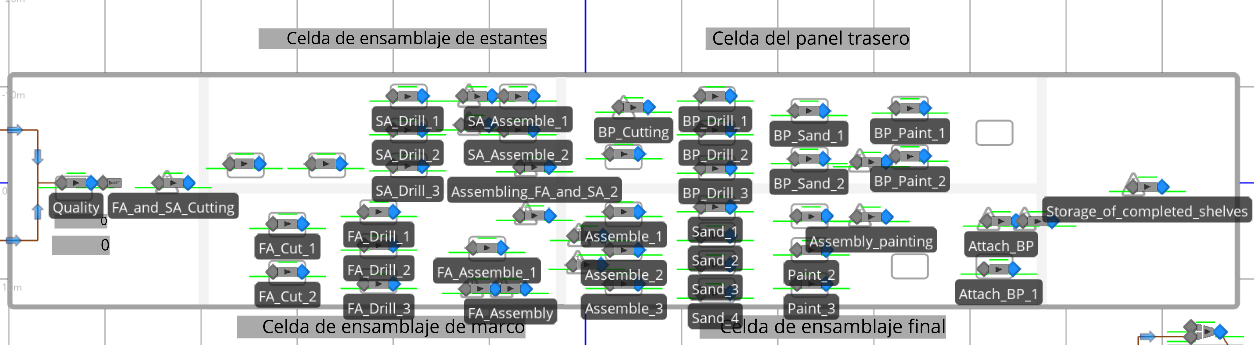 Celda de ensamblaje de estantes
Celda del panel trasero
-10m
SA_Drill_1
SA_Assemble_1
BP_Cutting
BP_Drill_1
BP_Sand_1
BP_Paint_1
SA_Drill_2
SA_Assemble_2
BP_Drill_2
BP_Sand_2
BP_Paint_2
SA_Drill_3
Assembling_FA_and_SA_2
BP_Drill_3
0
Quality
FA_and_SA_Cutting
Storage_of_completed_shelves
0
0
FA_Cut_1
FA_Drill_1
Assemble_1
Sand_1
Assembly_painting
Attach_BP
FA_Drill_2
FA_Assemble_1
Assemble_2
Sand_2
Paint_2
FA_Cut_2
Sand_3
Attach_BP_1
FA_Drill_3
FA_Assembly
Assemble_3
Sand_4
Paint_3
Celda de ensamblaje de marco
Celda de ensamblaje final